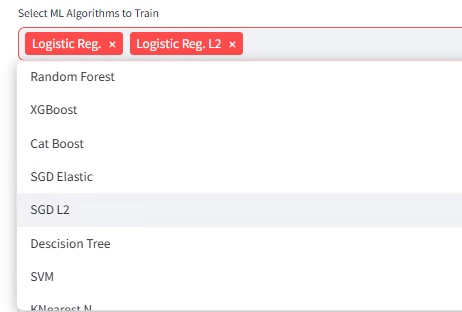 Select ML Algorithms to Train
Logistic Reg. × Logistic Reg. L2 ×
Random Forest
XGBoost
Cat Boost
SGD Elastic
SGD L2
Descision Tree
SVM
KNearest N